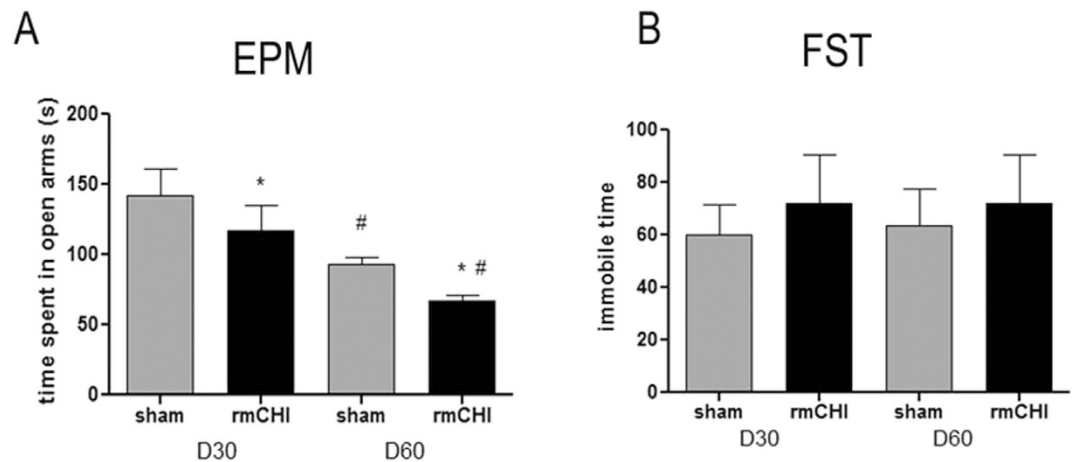 A
EPM
time spent in open arms (s)
200
150
100
50
0
*
#
* #
sham rmCHI sham rmCHI
D30 D60
B
FST
immobile time
100
80
60
40
20
0
sham rmCHI sham rmCHI
D30 D60